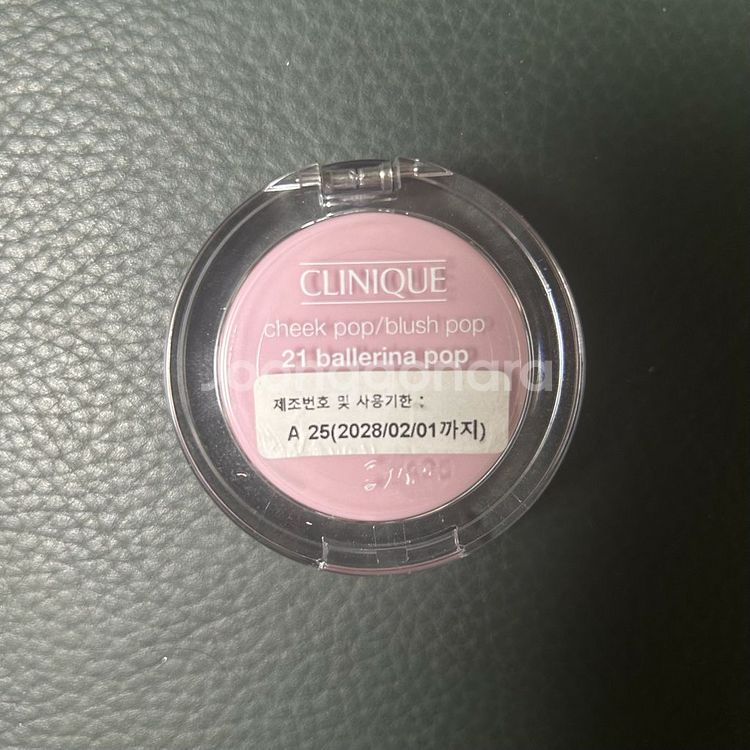 CLINIQUE
cheek pop/blush pop
21 ballerina pop
joonggonara
제조번호 및 사용기한 :
A 25(2028/02/01까지)